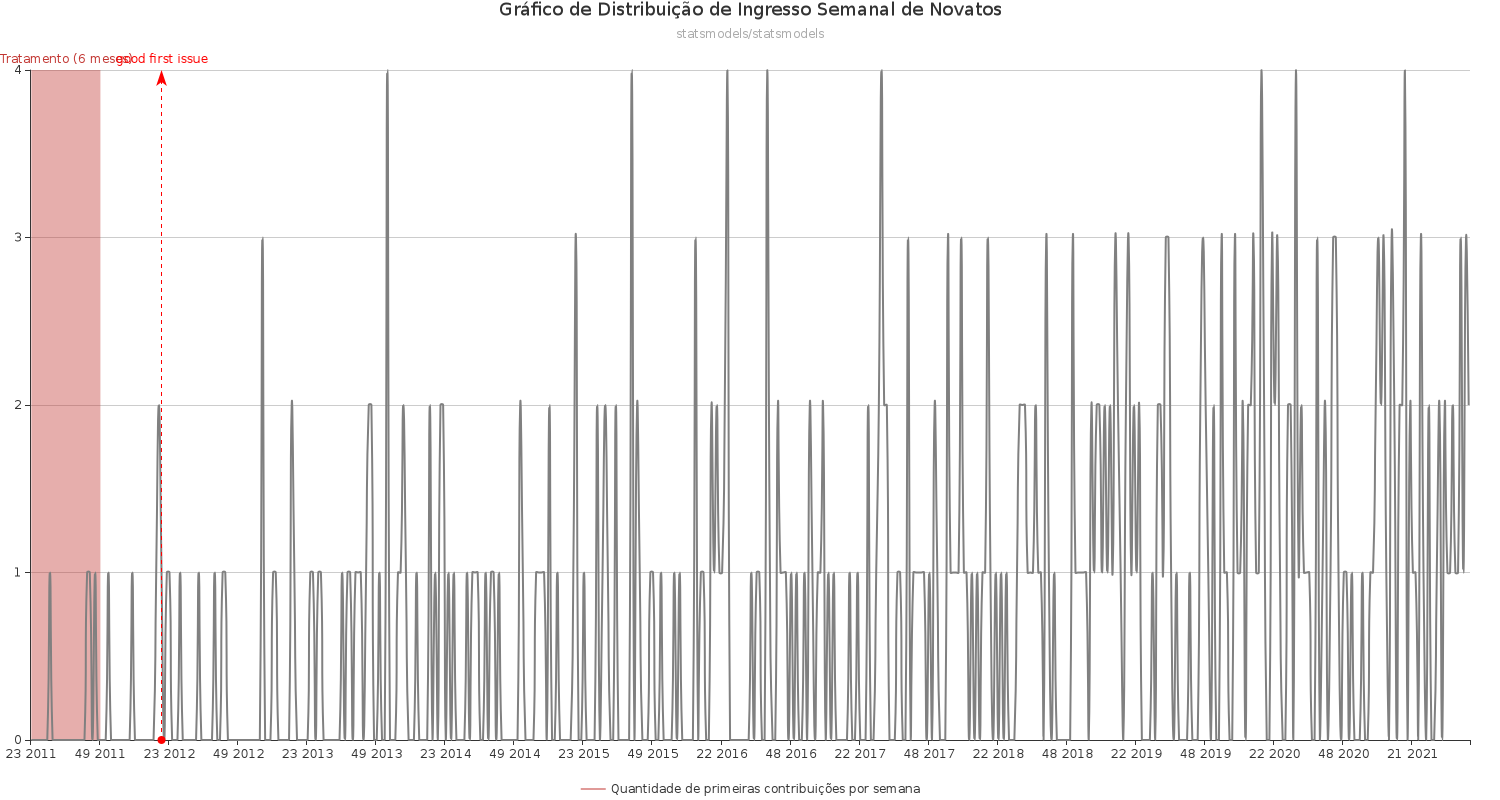 Gráfico de Distribuição de Ingresso Semanal de Novatos
statsmodels/statsmodels
Tratamento (6 meses)
good first issue
4
3
2
1
0
23 2011 49 2011 23 2012 49 2012 23 2013 49 2013 23 2014 49 2014 23 2015 49 2015 22 2016 48 2016 22 2017 48 2017 22 2018 48 2018 22 2019 48 2019 22 2020 48 2020 21 2021
Quantidade de primeiras contribuições por semana